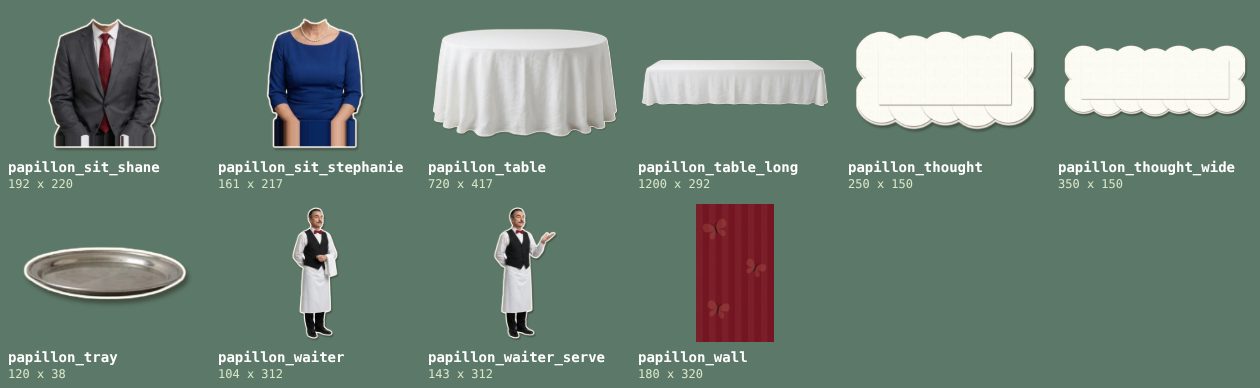 papillon_sit_shane
192 x 220
papillon_sit_stephanie
161 x 217
papillon_table
720 x 417
papillon_table_long
1200 x 292
papillon_thought
250 x 150
papillon_thought_wide
350 x 150
papillon_tray
120 x 38
papillon_waiter
104 x 312
papillon_waiter_serve
143 x 312
papillon_wall
180 x 320